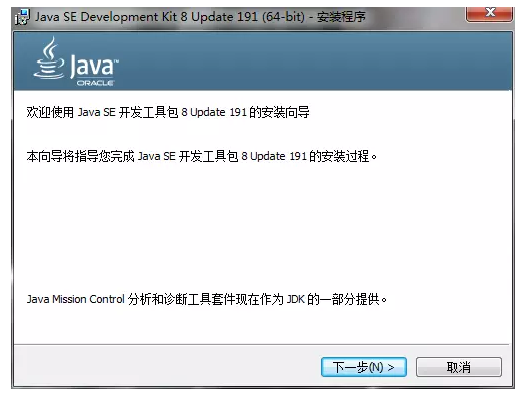 Java SE Development Kit 8 Update 191 (64-bit) - 安装程序
Java™
ORACLE
欢迎使用 Java SE 开发工具包 8 Update 191 的安装向导
本向导将指导您完成 Java SE 开发工具包 8 Update 191 的安装过程。
Java Mission Control 分析和诊断工具套件现在作为 JDK 的一部分提供。
下一步(N) > 取消